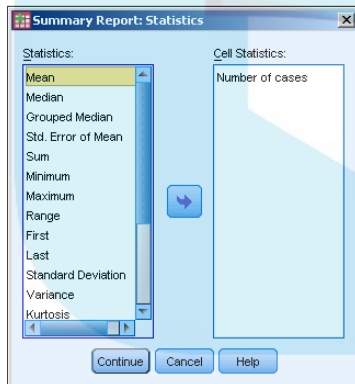 Summary Report: Statistics
Statistics:
Mean
Median
Grouped Median
Std. Error of Mean
Sum
Minimum
Maximum
Range
First
Last
Standard Deviation
Variance
Kurtosis
Cell Statistics:
Number of cases
Continue
Cancel
Help